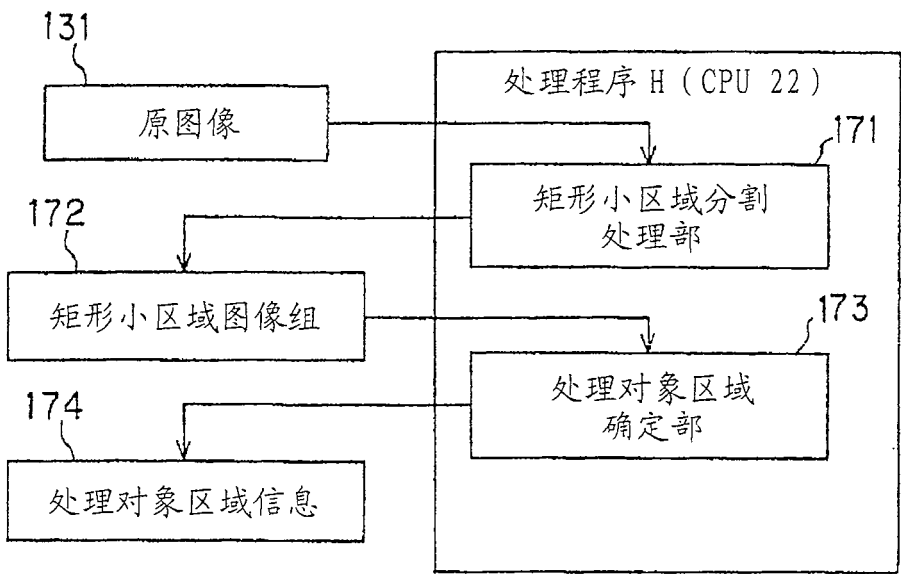 131
原图像
处理程序 H (CPU 22)
171
矩形小区域分割
处理部
172
矩形小区域图像组
173
处理对象区域
确定部
174
处理对象区域信息